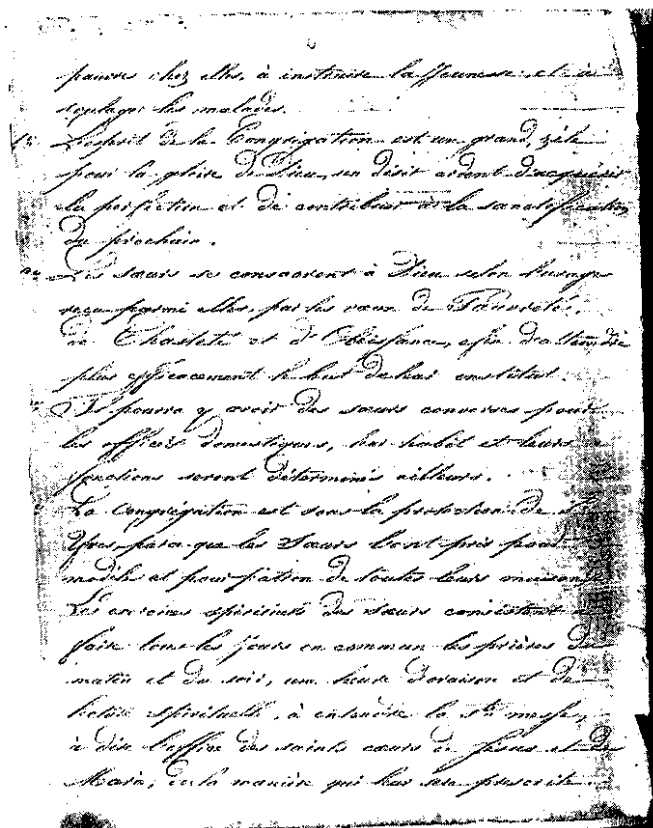 pauvres chez elles, à instruire la Jeunesse et à
soulager les malades.
L'esprit de la Congrégation est un grand zèle
pour la gloire de Dieu, un désir ardent d'acquérir
la perfection et de contribuer à la sanctification
du prochain.
Les sœurs se consacrent à Dieu selon l'usage
reçu parmi elles, par les vœux de Pauvreté,
de Chasteté et d'Obéissance, afin d'atteindre
plus efficacement le but de leur institut.
Il pourra y avoir des sœurs converses pour
les offices domestiques, leur habit et leurs
fonctions seront déterminés ailleurs.
La Congrégation est sous la protection de S
Yves parce que les Sœurs l'ont pris pour
modèle et pour patron de toutes leurs maisons
Les exercices spirituels des sœurs consistent à
faire tous les jours en commun les prières du
matin et du soir, une heure d'oraison et de
lecture spirituelle, à entendre la Ste messe,
à dire l'office des saints cœurs de Jésus et de
Marie, de la manière qui leur sera prescrite